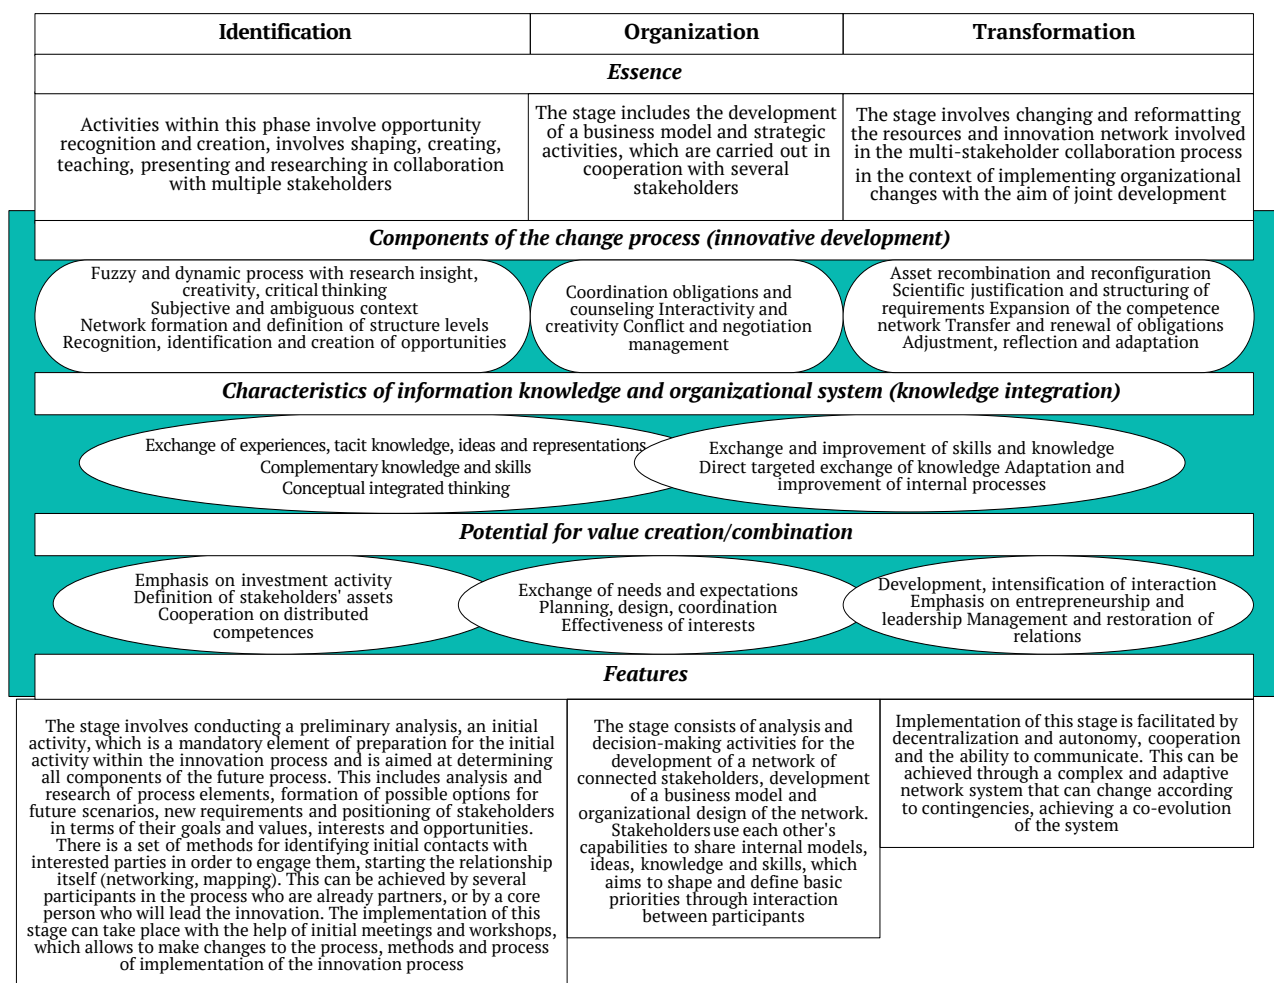 Identification
Organization
Transformation
Essence
Activities within this phase involve opportunity
recognition and creation, involves shaping, creating,
teaching, presenting and researching in collaboration
with multiple stakeholders
The stage includes the development
of a business model and strategic
activities, which are carried out in
cooperation with several
stakeholders
The stage involves changing and reformatting
the resources and innovation network involved
in the multi-stakeholder collaboration process
in the context of implementing organizational
changes with the aim of joint development
Components of the change process (innovative development)
Fuzzy and dynamic process with research insight,
creativity, critical thinking
Subjective and ambiguous context
Network formation and definition of structure levels
Recognition, identification and creation of opportunities
Coordination obligations and
counseling Interactivity and
creativity Conflict and negotiation
management
Asset recombination and reconfiguration
Scientific justification and structuring of
requirements Expansion of the competence
network Transfer and renewal of obligations
Adjustment, reflection and adaptation
Characteristics of information knowledge and organizational system (knowledge integration)
Exchange of experiences, tacit knowledge, ideas and representations
Complementary knowledge and skills
Conceptual integrated thinking
Exchange and improvement of skills and knowledge
Direct targeted exchange of knowledge Adaptation and
improvement of internal processes
Potential for value creation/combination
Emphasis on investment activity
Definition of stakeholders' assets
Cooperation on distributed
competences
Exchange of needs and expectations
Planning, design, coordination
Effectiveness of interests
Development, intensification of interaction
Emphasis on entrepreneurship and
leadership Management and restoration of
relations
Features
The stage involves conducting a preliminary analysis, an initial
activity, which is a mandatory element of preparation for the initial
activity within the innovation process and is aimed at determining
all components of the future process. This includes analysis and
research of process elements, formation of possible options for
future scenarios, new requirements and positioning of stakeholders
in terms of their goals and values, interests and opportunities.
There is a set of methods for identifying initial contacts with
interested parties in order to engage them, starting the relationship
itself (networking, mapping). This can be achieved by several
participants in the process who are already partners, or by a core
person who will lead the innovation. The implementation of this
stage can take place with the help of initial meetings and workshops,
which allows to make changes to the process, methods and process
of implementation of the innovation process
The stage consists of analysis and
decision-making activities for the
development of a network of
connected stakeholders, development
of a business model and
organizational design of the network.
Stakeholders use each other's
capabilities to share internal models,
ideas, knowledge and skills, which
aims to shape and define basic
priorities through interaction
between participants
Implementation of this stage is facilitated by
decentralization and autonomy, cooperation
and the ability to communicate. This can be
achieved through a complex and adaptive
network system that can change according
to contingencies, achieving a co-evolution
of the system